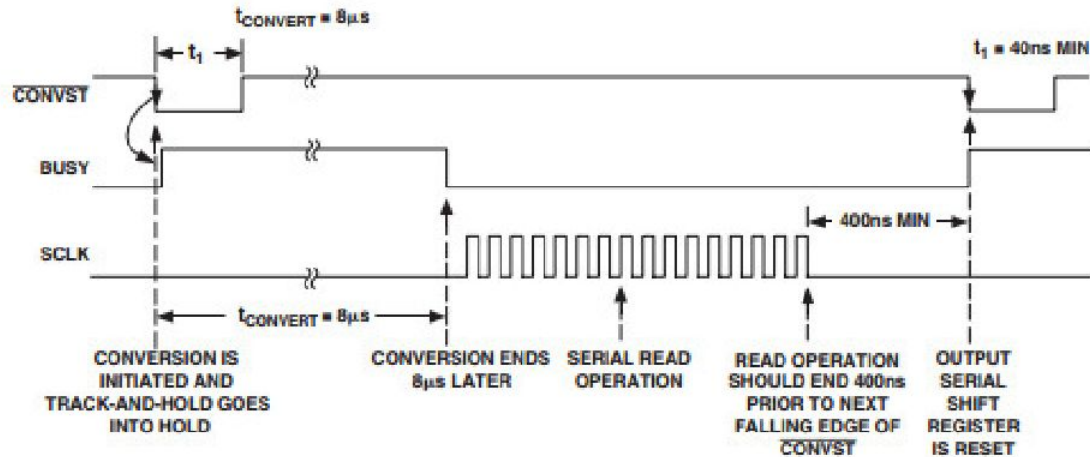 tCONVERT = 8μs
t1
t1 = 40ns MIN
CONVST
BUSY
400ns MIN
SCLK
tCONVERT = 8μs
CONVERSION IS
INITIATED AND
TRACK-AND-HOLD GOES
INTO HOLD
CONVERSION ENDS
8μs LATER
SERIAL READ
OPERATION
READ OPERATION
SHOULD END 400ns
PRIOR TO NEXT
FALLING EDGE OF
CONVST
OUTPUT
SERIAL
SHIFT
REGISTER
IS RESET